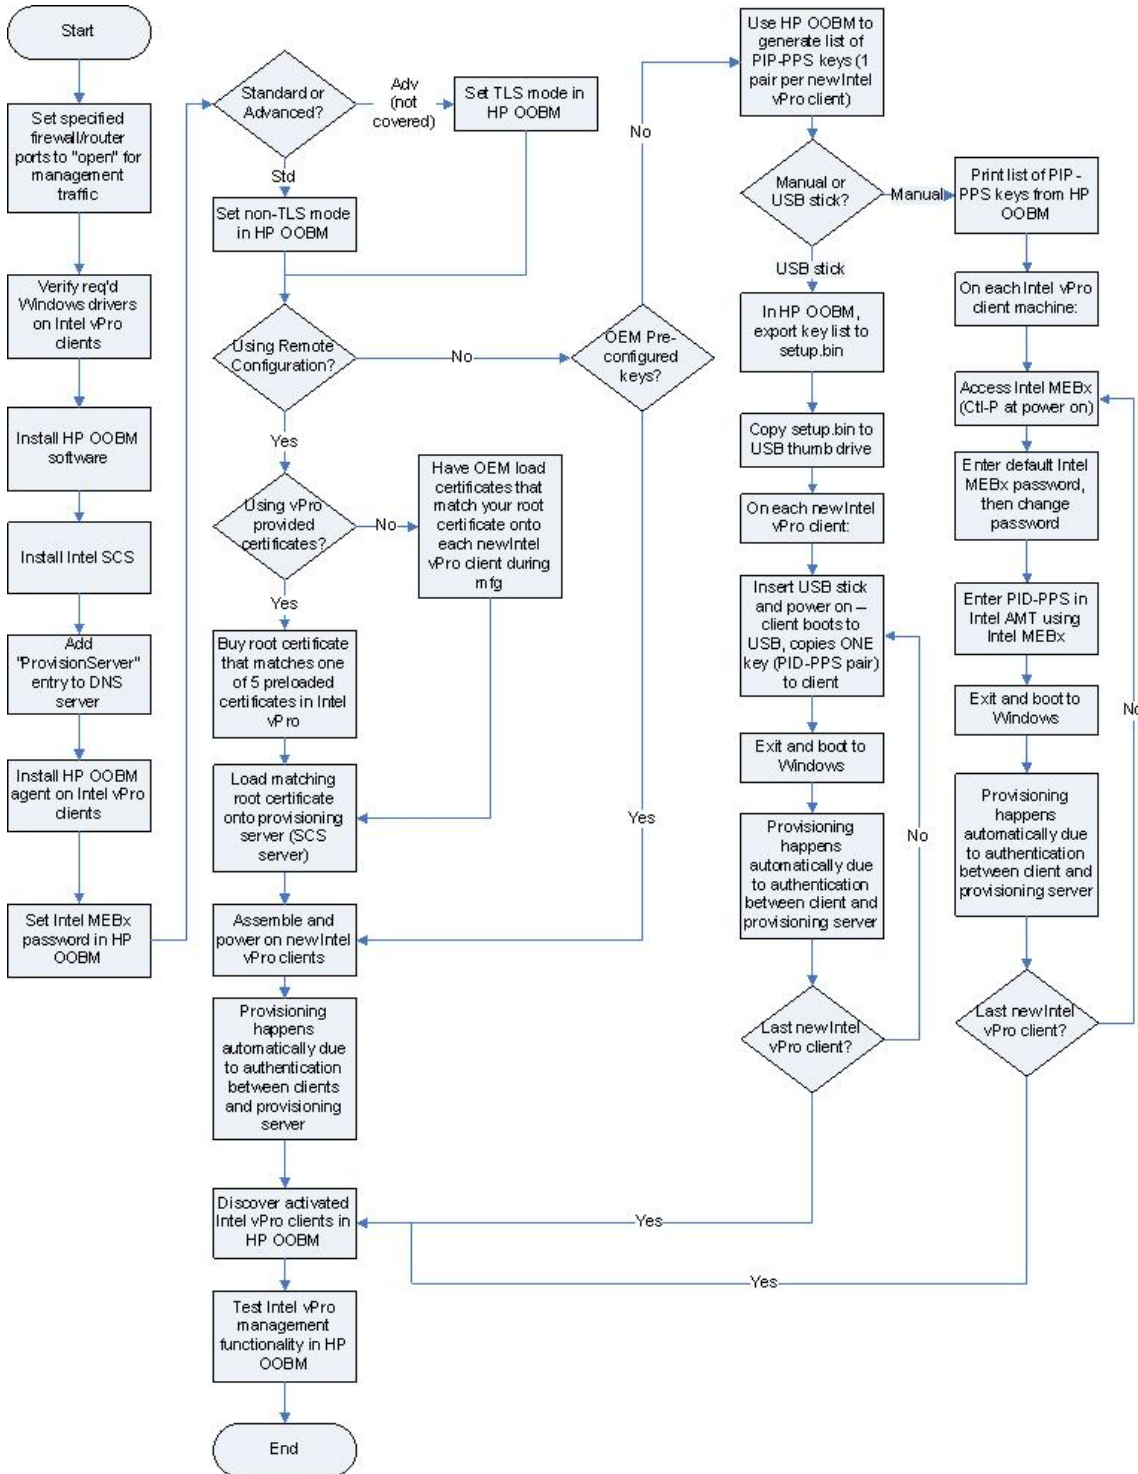 Start
Set specified
firewall/router
ports to "open" for
management
traffic
Verify req'd
Windows drivers
on Intel vPro
clients
Install HP OOBM
software
Install Intel SCS
Add
"ProvisionServer"
entry to DNS
server
Install HP OOBM
agent on Intel vPro
clients
Set Intel MEBx
password in HP
OOBM
Standard or
Advanced?
Adv
(not
covered)
Set TLS mode in
HP OOBM
Std
Set non-TLS mode
in HP OOBM
Using Remote
Configuration?
No
OEM Pre-
configured
keys?
Yes
Using vPro
provided
certificates?
No
Have OEM load
certificates that
match your root
certificate onto
each new Intel
vPro client during
mfg
Yes
Buy root certificate
that matches one
of 5 preloaded
certificates in Intel
vPro
Load matching
root certificate
onto provisioning
server (SCS
server)
Yes
Assemble and
power on new Intel
vPro clients
Provisioning
happens
automatically due
to authentication
between clients
and provisioning
server
Discover activated
Intel vPro clients in
HP OOBM
Test Intel vPro
management
functionality in HP
OOBM
End
No
Use HP OOBM to
generate list of
PIP-PPS keys (1
pair per new Intel
vPro client)
Manual or
USB stick?
Manual
USB stick
In HP OOBM,
export key list to
setup.bin
Copy setup.bin to
USB thumb drive
On each new Intel
vPro client:
Insert USB stick
and power on –
client boots to
USB, copies ONE
key (PID-PPS pair)
to client
Exit and boot to
Windows
Provisioning
happens
automatically due
to authentication
between client and
provisioning server
No
Last new Intel
vPro client?
Yes
Print list of PIP-
PPS keys from HP
OOBM
On each Intel vPro
client machine:
Access Intel MEBx
(Ctl-P at power on)
Enter default Intel
MEBx password,
then change
password
Enter PID-PPS in
Intel AMT using
Intel MEBx
Exit and boot to
Windows
Provisioning
happens
automatically due
to authentication
between client and
provisioning server
No
Last new Intel
vPro client?
Yes